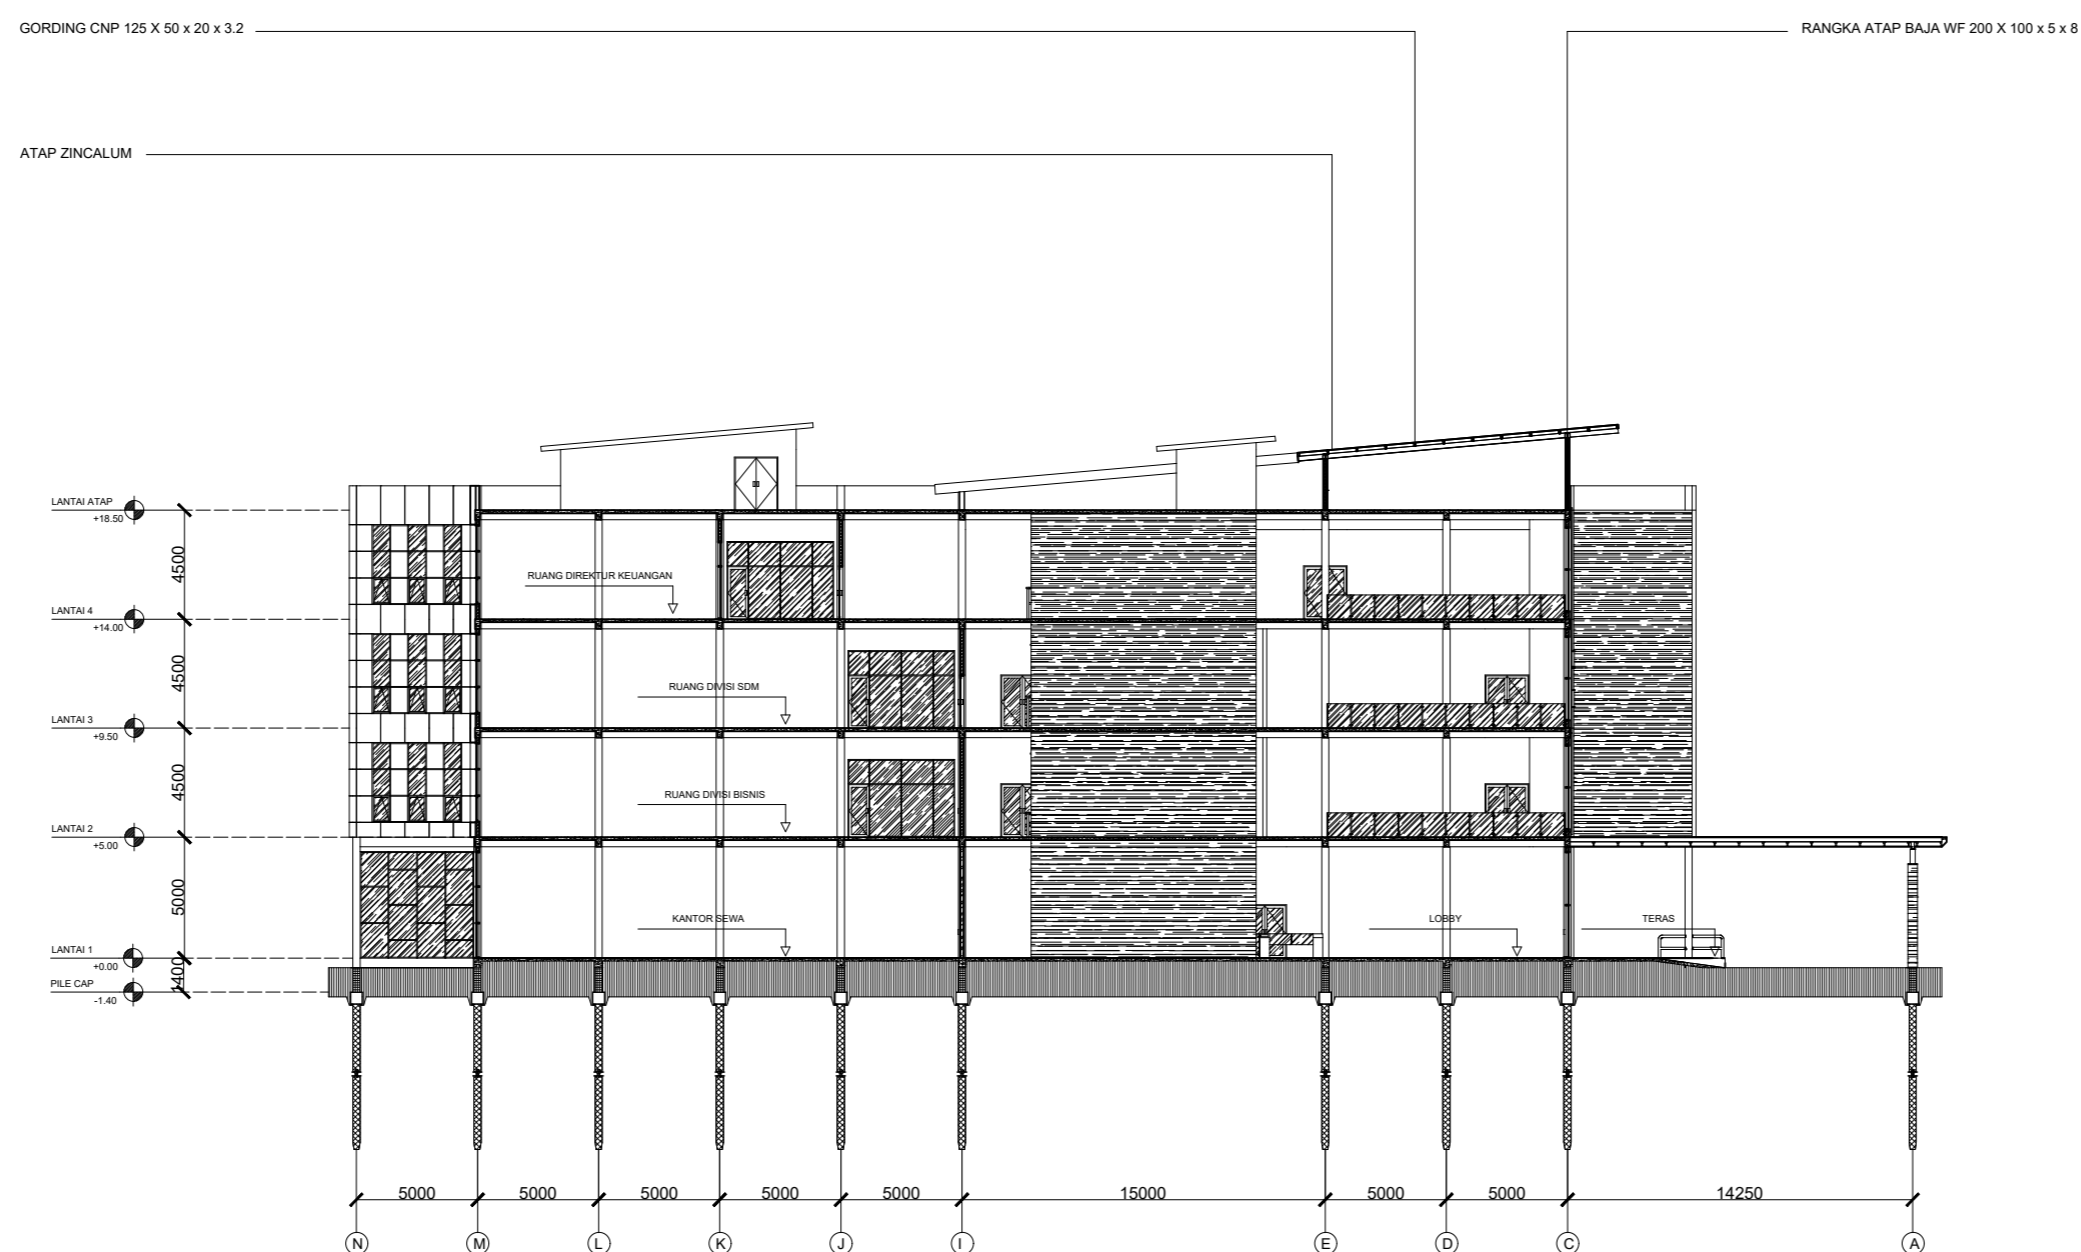 GORDING CNP 125 X 50 x 20 x 3.2
RANGKA ATAP BAJA WF 200 X 100 x 5 x 8
ATAP ZINCALUM
LANTAI ATAP
+18.50
4500
RUANG DIREKTUR KEUANGAN
LANTAI 4
+14.00
4500
RUANG DIVISI SDM
LANTAI 3
+9.50
4500
RUANG DIVISI BISNIS
LANTAI 2
+5.00
5000
KANTOR SEWA
LOBBY
TERAS
LANTAI 1
+0.00
1400
PILE CAP
-1.40
5000 5000 5000 5000 5000 15000 5000 5000 14250
N M L K J I E D C A